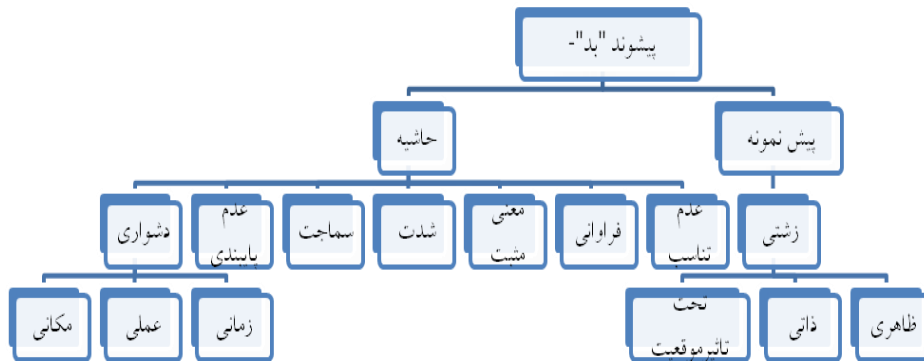 پیشوند "بد"-
پیش نمونه
حاشیه
زشتی
عدم
تناسب
فراوانی
معنی
مثبت
شدت
سماجت
عدم
پایبندی
دشواری
ظاهری
ذاتی
تحت
تاثیرموقعیت
زمانی
عملی
مکانی